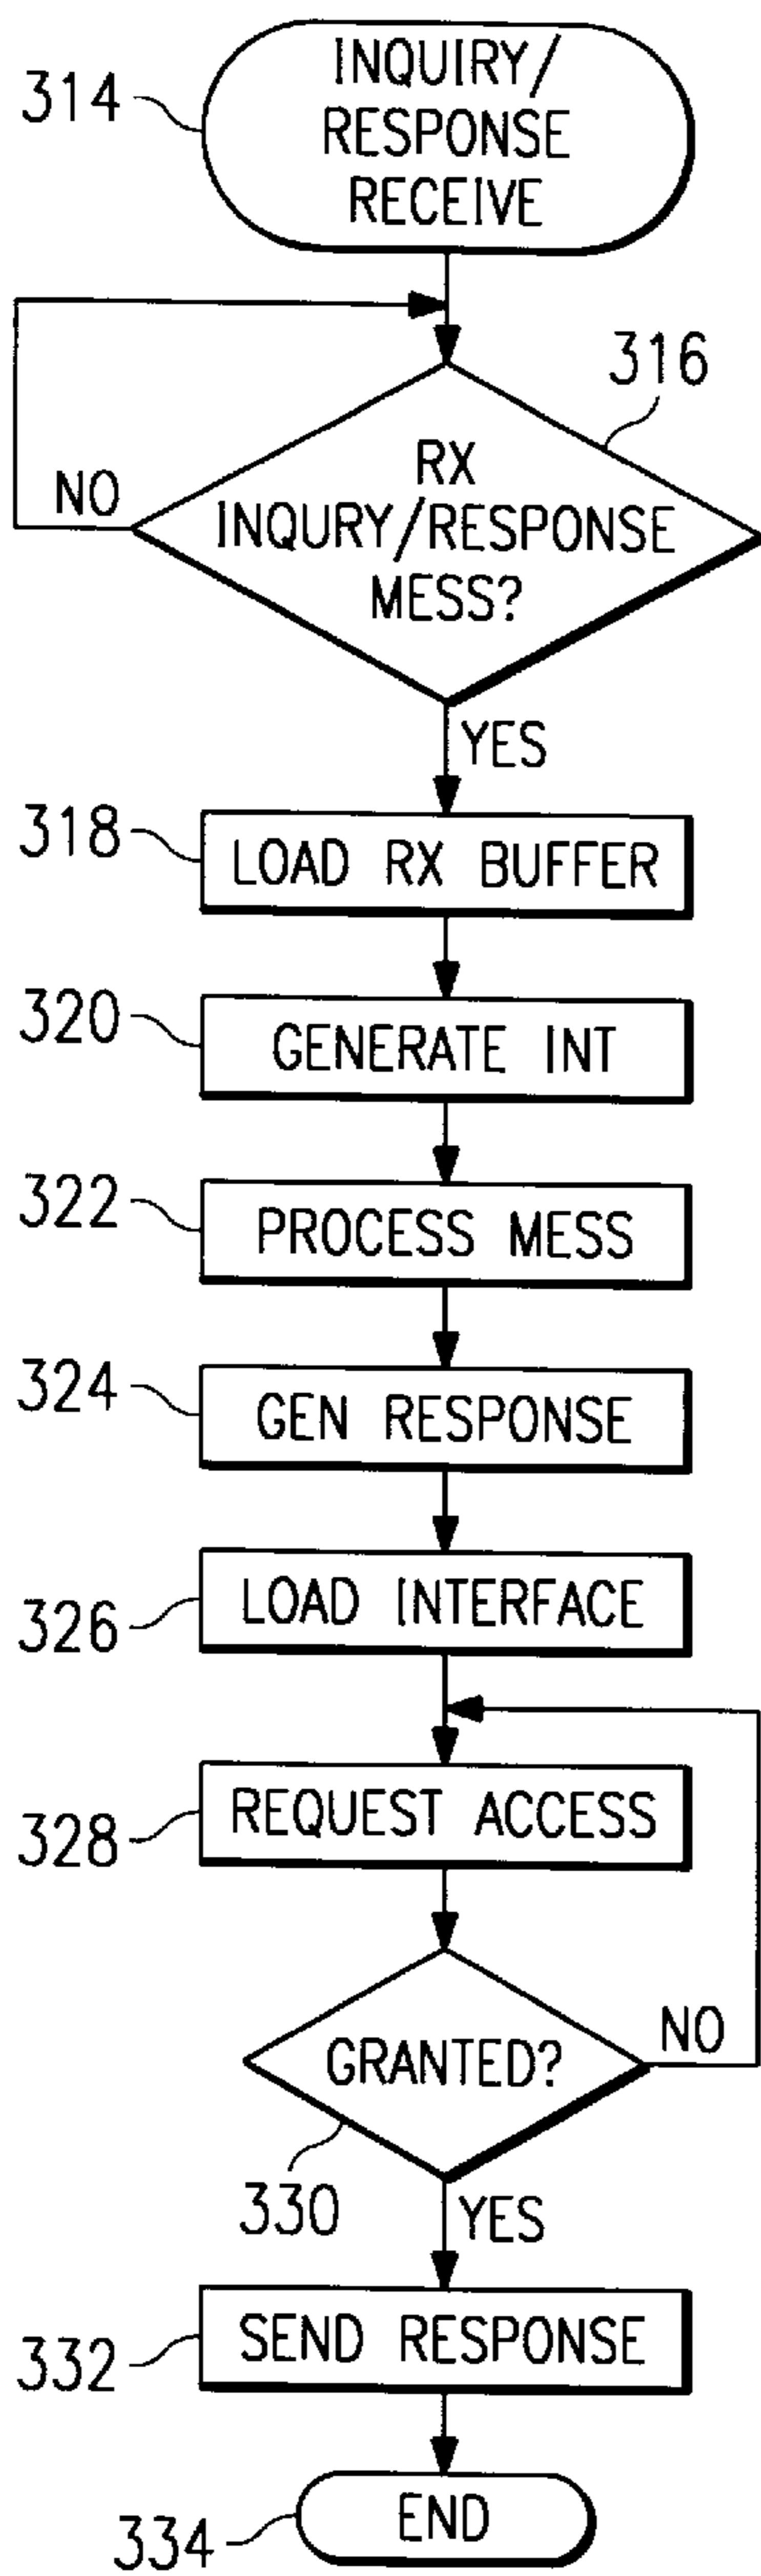 314
INQUIRY/
RESPONSE
RECEIVE
316
NO
RX
INQURY/RESPONSE
MESS?
YES
318
LOAD RX BUFFER
320
GENERATE INT
322
PROCESS MESS
324
GEN RESPONSE
326
LOAD INTERFACE
328
REQUEST ACCESS
GRANTED?
NO
330
YES
332
SEND RESPONSE
334
END